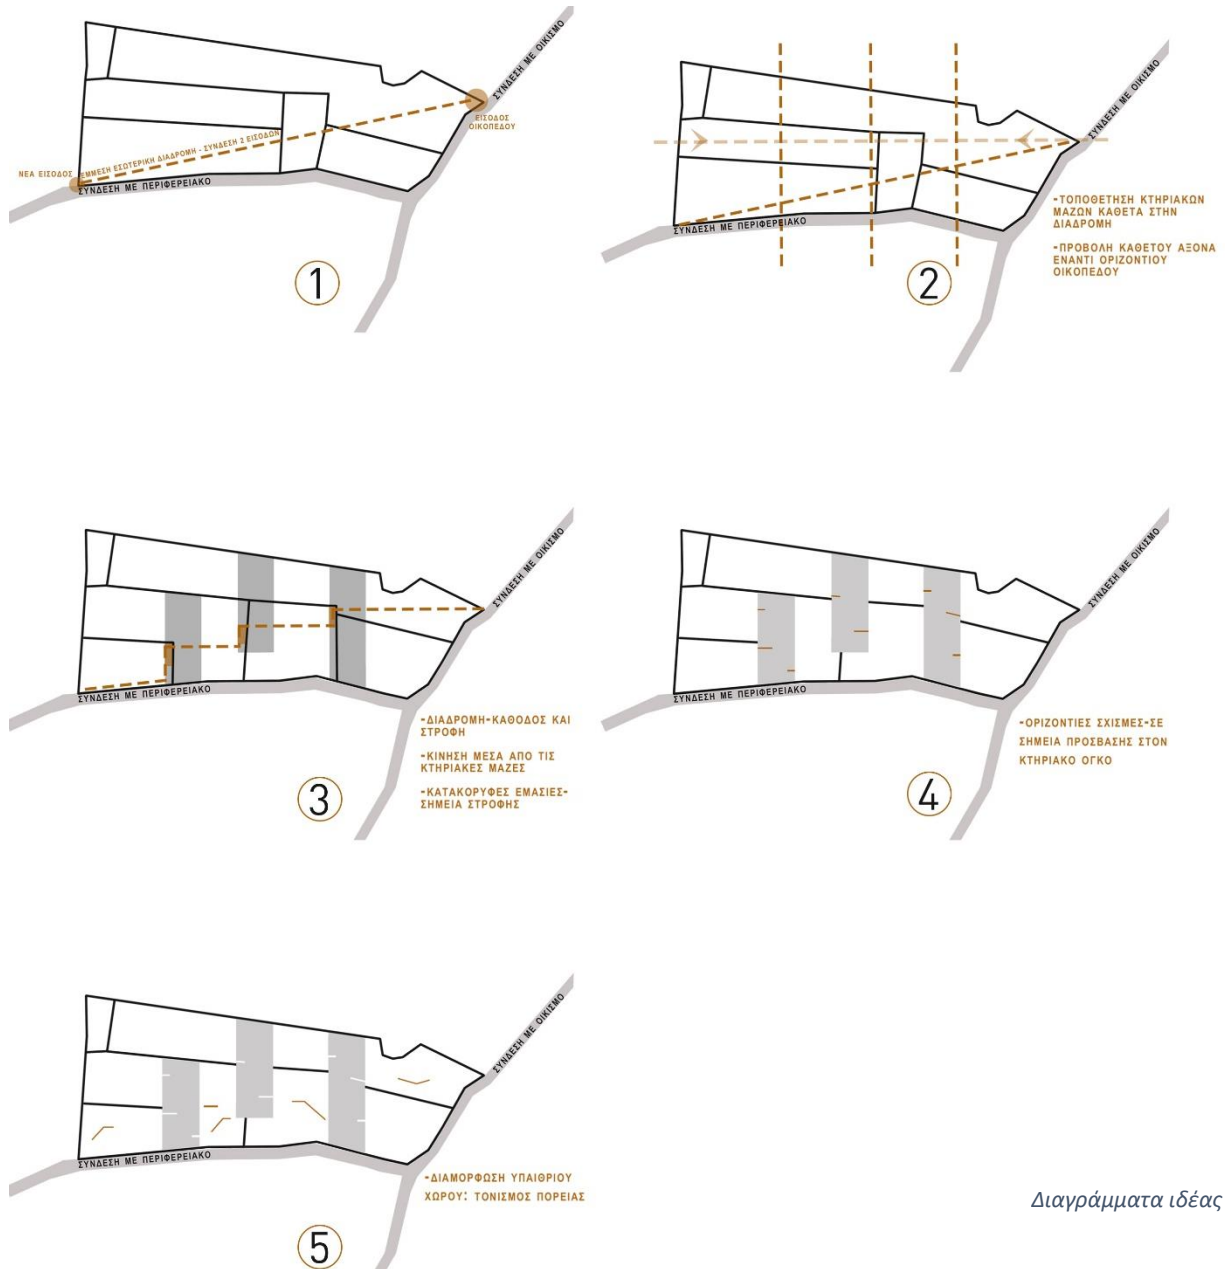 ΣΥΝΔΕΣΗ ΜΕ ΟΙΚΙΣΜΟ
ΕΙΣΟΔΟΣ
ΟΙΚΟΠΕΔΟΥ
ΝΕΑ ΕΙΣΟΔΟΣ
ΕΜΜΕΣΗ ΕΣΩΤΕΡΙΚΗ ΔΙΑΔΡΟΜΗ - ΣΥΝΔΕΣΗ 2 ΕΙΣΟΔΩΝ
ΣΥΝΔΕΣΗ ΜΕ ΠΕΡΙΦΕΡΕΙΑΚΟ
1
ΣΥΝΔΕΣΗ ΜΕ ΟΙΚΙΣΜΟ
ΣΥΝΔΕΣΗ ΜΕ ΠΕΡΙΦΕΡΕΙΑΚΟ
-ΤΟΠΟΘΕΤΗΣΗ ΚΤΗΡΙΑΚΩΝ
ΜΑΖΩΝ ΚΑΘΕΤΑ ΣΤΗΝ
ΔΙΑΔΡΟΜΗ
-ΠΡΟΒΟΛΗ ΚΑΘΕΤΟΥ ΑΞΟΝΑ
ΕΝΑΝΤΙ ΟΡΙΖΟΝΤΙΟΥ
ΟΙΚΟΠΕΔΟΥ
2
ΣΥΝΔΕΣΗ ΜΕ ΟΙΚΙΣΜΟ
ΣΥΝΔΕΣΗ ΜΕ ΠΕΡΙΦΕΡΕΙΑΚΟ
-ΔΙΑΔΡΟΜΗ-ΚΑΘΟΔΟΣ ΚΑΙ
ΣΤΡΟΦΗ
-ΚΙΝΗΣΗ ΜΕΣΑ ΑΠΟ ΤΙΣ
ΚΤΗΡΙΑΚΕΣ ΜΑΖΕΣ
-ΚΑΤΑΚΟΡΥΦΕΣ ΕΜΑΣΙΕΣ-
ΣΗΜΕΙΑ ΣΤΡΟΦΗΣ
3
ΣΥΝΔΕΣΗ ΜΕ ΟΙΚΙΣΜΟ
ΣΥΝΔΕΣΗ ΜΕ ΠΕΡΙΦΕΡΕΙΑΚΟ
-ΟΡΙΖΟΝΤΙΕΣ ΣΧΙΣΜΕΣ-ΣΕ
ΣΗΜΕΙΑ ΠΡΟΣΒΑΣΗΣ ΣΤΟΝ
ΚΤΗΡΙΑΚΟ ΟΓΚΟ
4
ΣΥΝΔΕΣΗ ΜΕ ΟΙΚΙΣΜΟ
ΣΥΝΔΕΣΗ ΜΕ ΠΕΡΙΦΕΡΕΙΑΚΟ
-ΔΙΑΜΟΡΦΩΣΗ ΥΠΑΙΘΡΙΟΥ
ΧΩΡΟΥ: ΤΟΝΙΣΜΟΣ ΠΟΡΕΙΑΣ
5
Διαγράμματα ιδέας